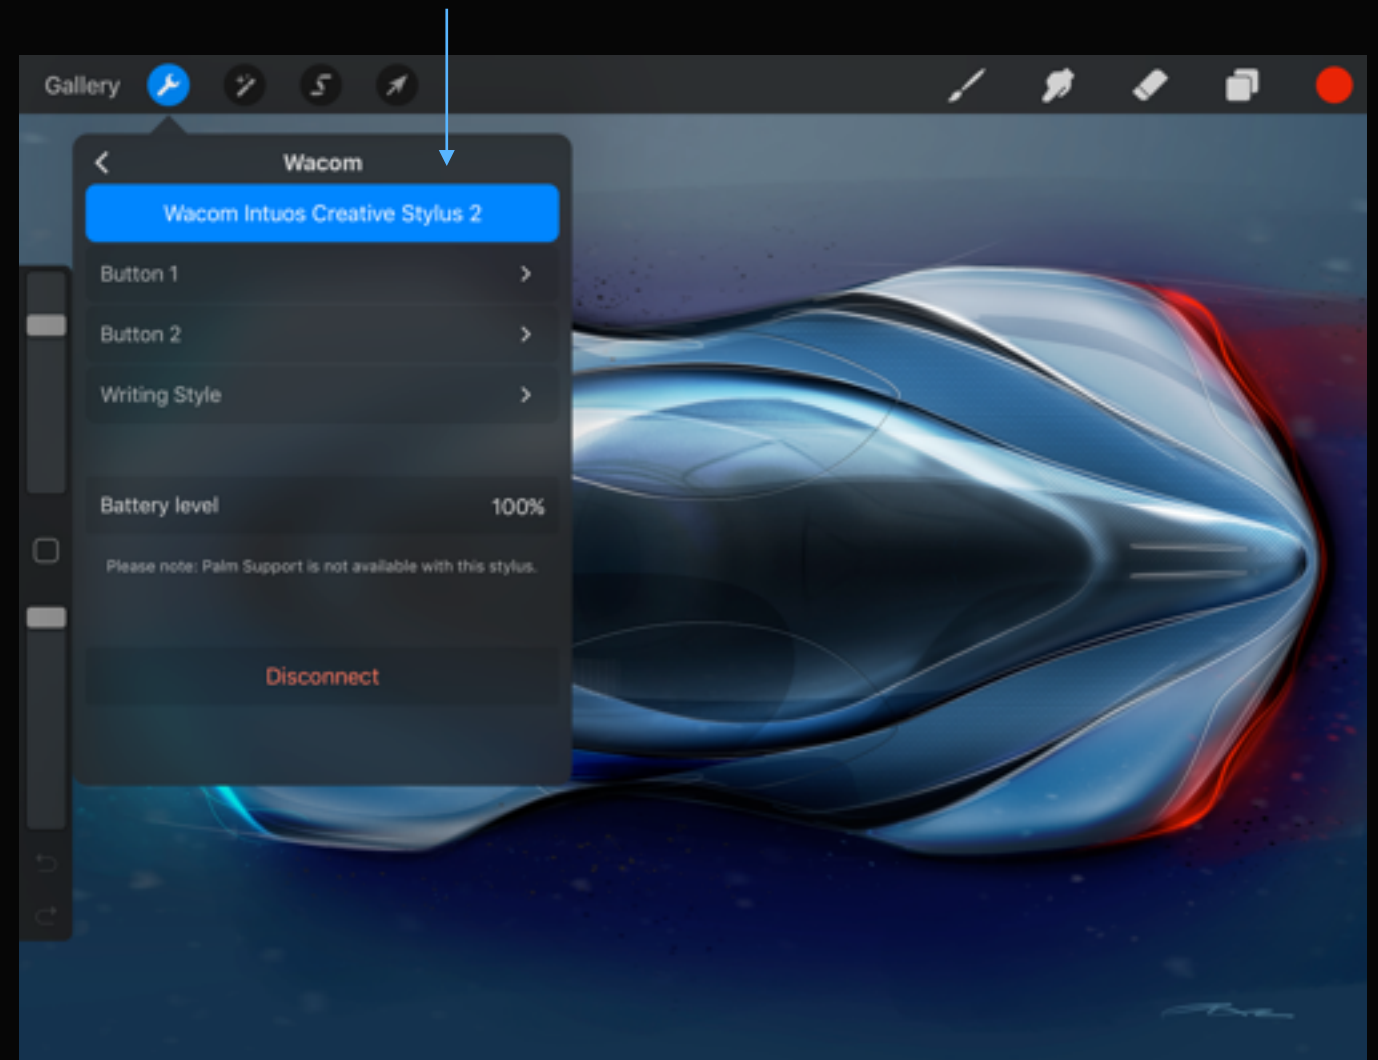 Gallery
Wacom
Wacom Intuos Creative Stylus 2
Button 1
Button 2
Writing Style
Battery level 100%
Please note: Palm Support is not available with this stylus.
Disconnect